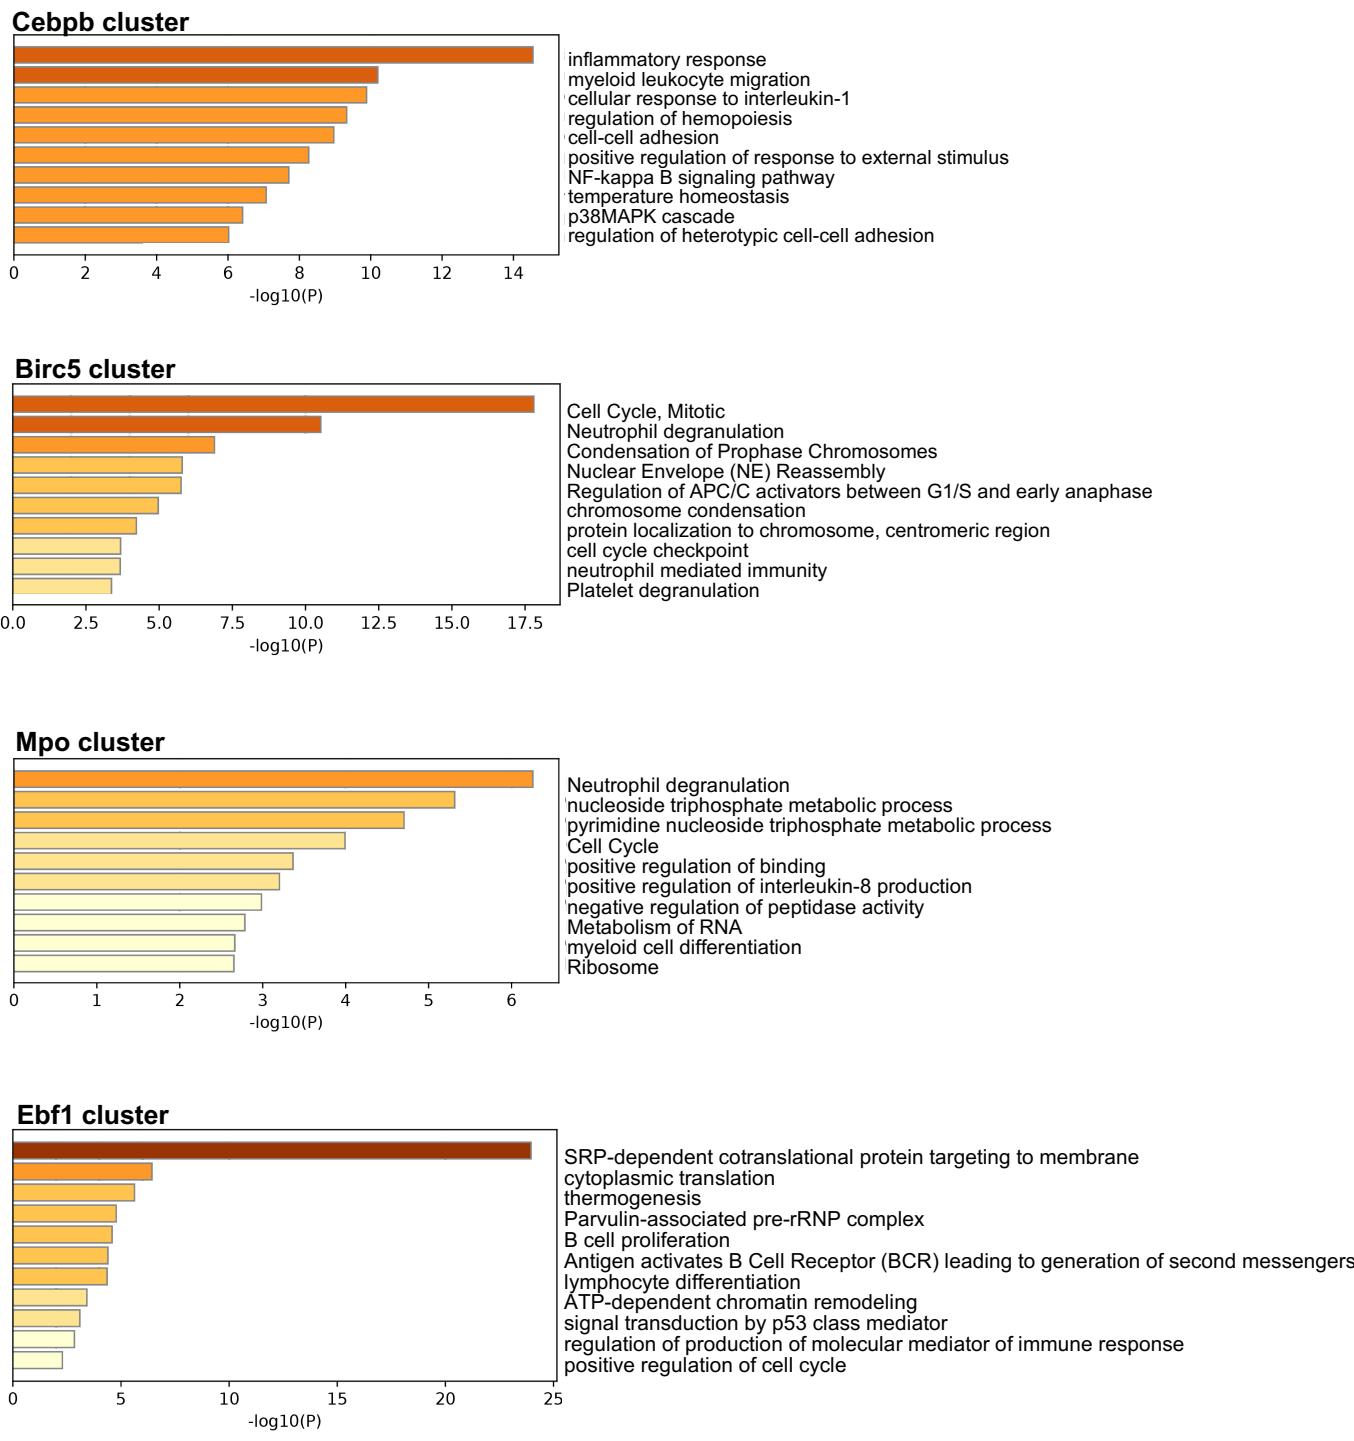 Cebpb cluster
inflammatory response
myeloid leukocyte migration
cellular response to interleukin-1
regulation of hemopoiesis
cell-cell adhesion
positive regulation of response to external stimulus
NF-kappa B signaling pathway
temperature homeostasis
p38MAPK cascade
regulation of heterotypic cell-cell adhesion
0 2 4 6 8 10 12 14
-log10(P)
Birc5 cluster
Cell Cycle, Mitotic
Neutrophil degranulation
Condensation of Prophase Chromosomes
Nuclear Envelope (NE) Reassembly
Regulation of APC/C activators between G1/S and early anaphase
chromosome condensation
protein localization to chromosome, centromeric region
cell cycle checkpoint
neutrophil mediated immunity
Platelet degranulation
0.0 2.5 5.0 7.5 10.0 12.5 15.0 17.5
-log10(P)
Mpo cluster
Neutrophil degranulation
nucleoside triphosphate metabolic process
pyrimidine nucleoside triphosphate metabolic process
Cell Cycle
positive regulation of binding
positive regulation of interleukin-8 production
negative regulation of peptidase activity
Metabolism of RNA
myeloid cell differentiation
Ribosome
0 1 2 3 4 5 6
-log10(P)
Ebf1 cluster
SRP-dependent cotranslational protein targeting to membrane
cytoplasmic translation
thermogenesis
Parvulin-associated pre-rRNP complex
B cell proliferation
Antigen activates B Cell Receptor (BCR) leading to generation of second messengers
lymphocyte differentiation
ATP-dependent chromatin remodeling
signal transduction by p53 class mediator
regulation of production of molecular mediator of immune response
positive regulation of cell cycle
0 5 10 15 20 25
-log10(P)